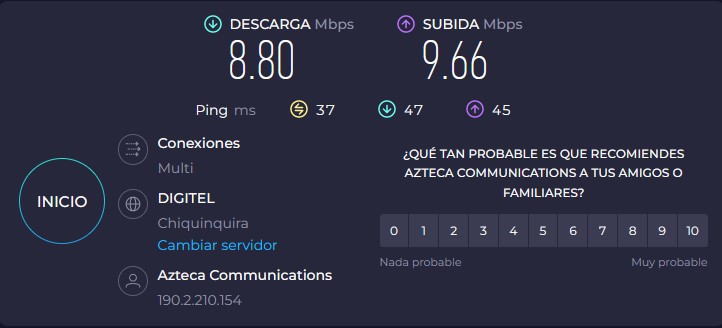 DESCARGA Mbps
SUBIDA Mbps
8.80
9.66
Ping ms 37 47 45
INICIO
Conexiones
Multi
DIGITEL
Chiquinquira
Cambiar servidor
Azteca Communications
190.2.210.154
¿QUÉ TAN PROBABLE ES QUE RECOMIENDES
AZTECA COMMUNICATIONS A TUS AMIGOS O
FAMILIARES?
0 1 2 3 4 5 6 7 8 9 10
Nada probable
Muy probable